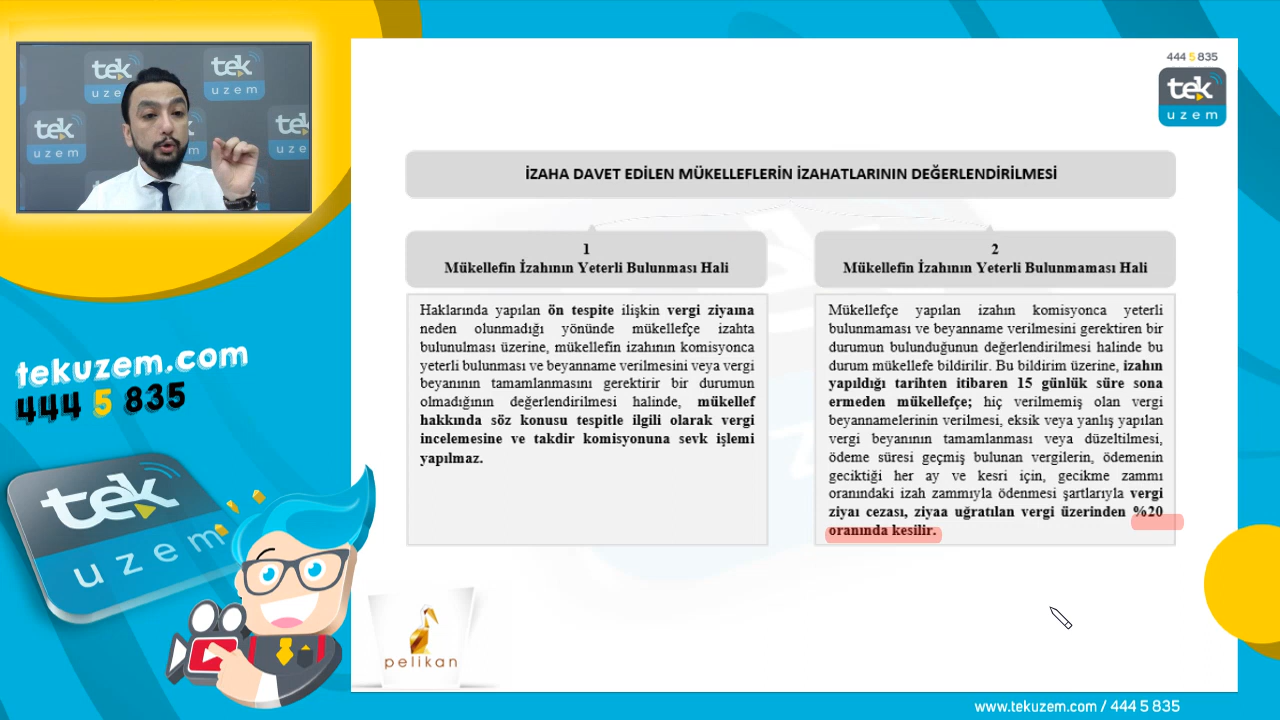 tek
uzem
tek
uzem
tek
uzem
tek
uzem
tekuzem.com
444 5 835
tek
uzem
444 5 835
tek
uzem
İZAHA DAVET EDİLEN MÜKELLEFLERİN İZAHATLARININ DEĞERLENDİRİLMESİ
1
Mükellefin İzahının Yeterli Bulunması Hali
Haklarında yapılan ön tespite ilişkin vergi ziyaına
neden olunmadığı yönünde mükellefçe izahta
bulunulması üzerine, mükellefin izahının komisyonca
yeterli bulunması ve beyanname verilmesini veya vergi
beyanının tamamlanmasını gerektirir bir durumun
olmadığının değerlendirilmesi halinde, mükellef
hakkında söz konusu tespitle ilgili olarak vergi
incelemesine ve takdir komisyonuna sevk işlemi
yapılmaz.
2
Mükellefin İzahının Yeterli Bulunmaması Hali
Mükellefçe yapılan izahın komisyonca yeterli
bulunmaması ve beyanname verilmesini gerektiren bir
durumun bulunduğunun değerlendirilmesi halinde bu
durum mükellefe bildirilir. Bu bildirim üzerine, izahın
yapıldığı tarihten itibaren 15 günlük süre sona
ermeden mükellefçe; hiç verilmemiş olan vergi
beyannamelerinin verilmesi, eksik veya yanlış yapılan
vergi beyanının tamamlanması veya düzeltilmesi,
ödeme süresi geçmiş bulunan vergilerin, ödemenin
geciktiği her ay ve kesri için, gecikme zammı
oranındaki izah zammıyla ödenmesi şartlarıyla vergi
ziyaı cezası, ziyaa uğratılan vergi üzerinden %20
oranında kesilir.
pelikan
www.tekuzem.com / 444 5 835